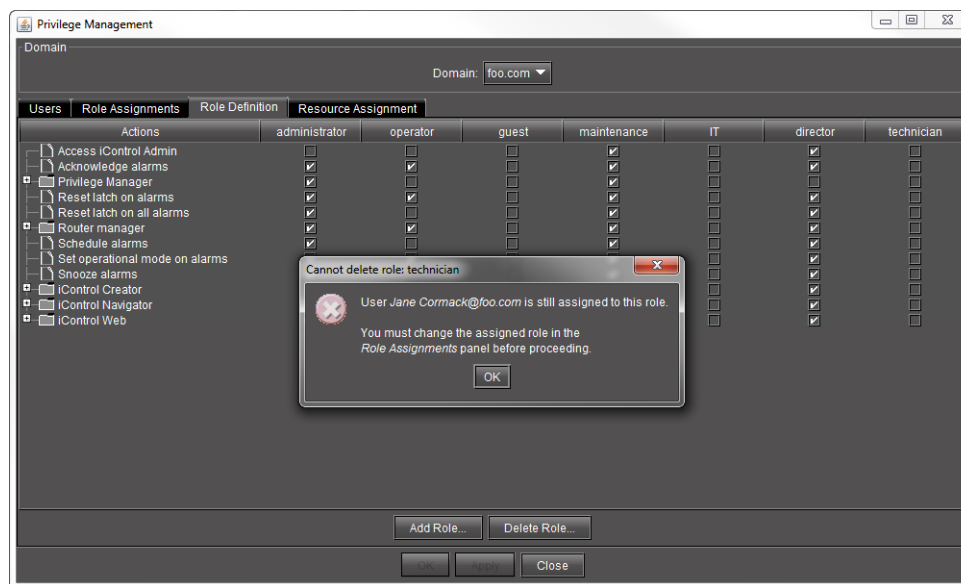 Privilege Management
Domain
Domain: foo.com
Users Role Assignments Role Definition Resource Assignment
Actions administrator operator guest maintenance IT director technician
Access iControl Admin
Acknowledge alarms
Privilege Manager
Reset latch on alarms
Reset latch on all alarms
Router manager
Schedule alarms
Set operational mode on alarms
Snooze alarms
iControl Creator
iControl Navigator
iControl Web
Cannot delete role: technician
User Jane Cormack@foo.com is still assigned to this role.
You must change the assigned role in the
Role Assignments panel before proceeding.
OK
Add Role... Delete Role...
OK Apply Close